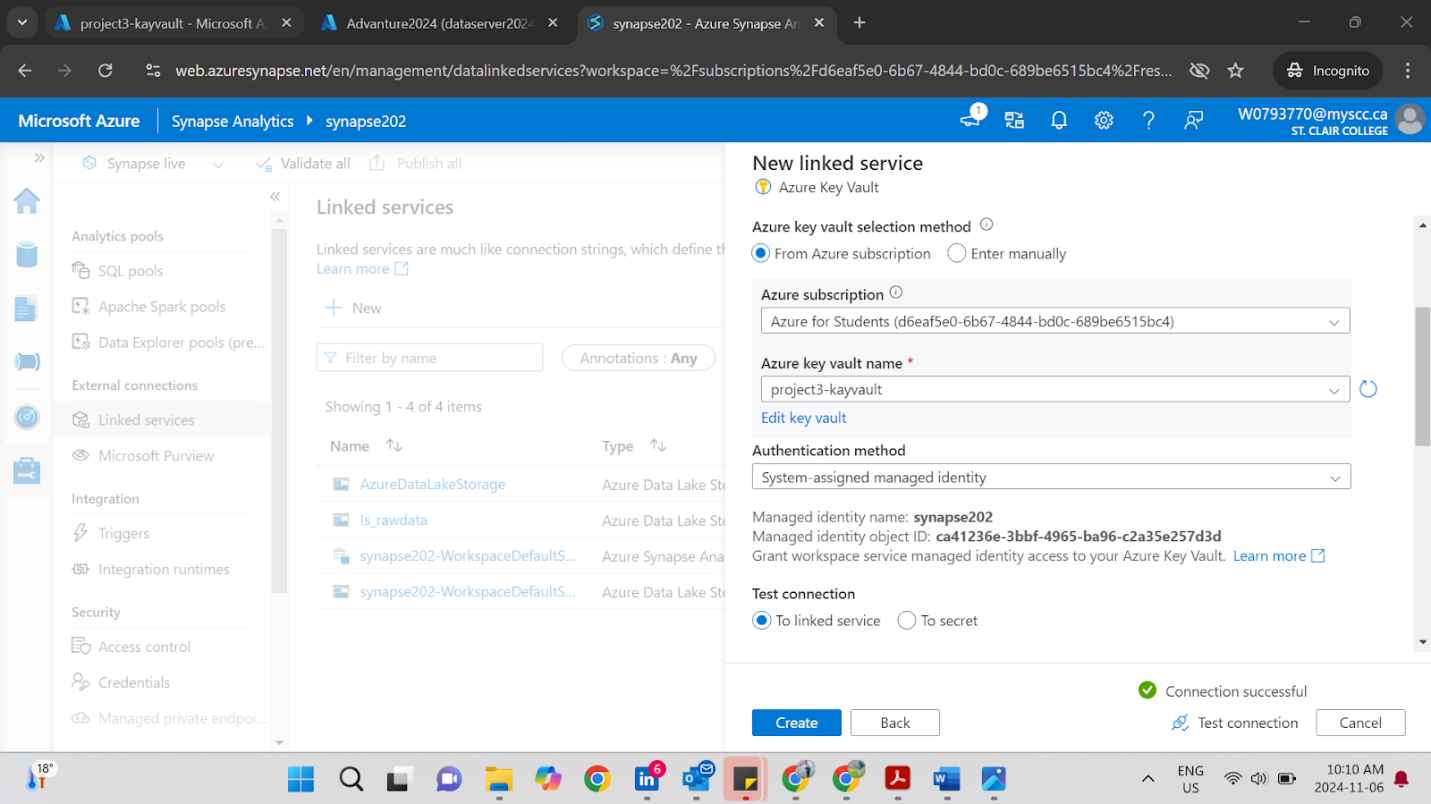 project3-kayvault - Microsoft A
Advanture2024 (dataserver2024
synapse202 - Azure Synapse An
web.azuresynapse.net/en/management/datalinkedservices?workspace=%2Fsubscriptions%2Fd6eaf5e0-6b67-4844-bd0c-689be6515bc4%2Fres...
Incognito
Microsoft Azure
Synapse Analytics
synapse202
1
W0793770@myscc.ca
ST. CLAIR COLLEGE
Synapse live
Validate all
Publish all
Analytics pools
SQL pools
Apache Spark pools
Data Explorer pools (pre...
External connections
Linked services
Microsoft Purview
Integration
Triggers
Integration runtimes
Security
Access control
Credentials
Managed private endpoi...
Linked services
Linked services are much like connection strings, which define th
Learn more
New
Filter by name
Annotations : Any
Showing 1 - 4 of 4 items
Name
Type
AzureDataLakeStorage
Azure Data Lake Sto
ls_rawdata
Azure Data Lake Sto
synapse202-WorkspaceDefaultS...
Azure Synapse Ana
synapse202-WorkspaceDefaultS...
Azure Data Lake Sto
New linked service
Azure Key Vault
Azure key vault selection method
From Azure subscription
Enter manually
Azure subscription
Azure for Students (d6eaf5e0-6b67-4844-bd0c-689be6515bc4)
Azure key vault name *
project3-kayvault
Edit key vault
Authentication method
System-assigned managed identity
Managed identity name: synapse202
Managed identity object ID: ca41236e-3bbf-4965-ba96-c2a35e257d3d
Grant workspace service managed identity access to your Azure Key Vault. Learn more
Test connection
To linked service
To secret
Connection successful
Create
Back
Test connection
Cancel
18°
6
ENG
US
10:10 AM
2024-11-06